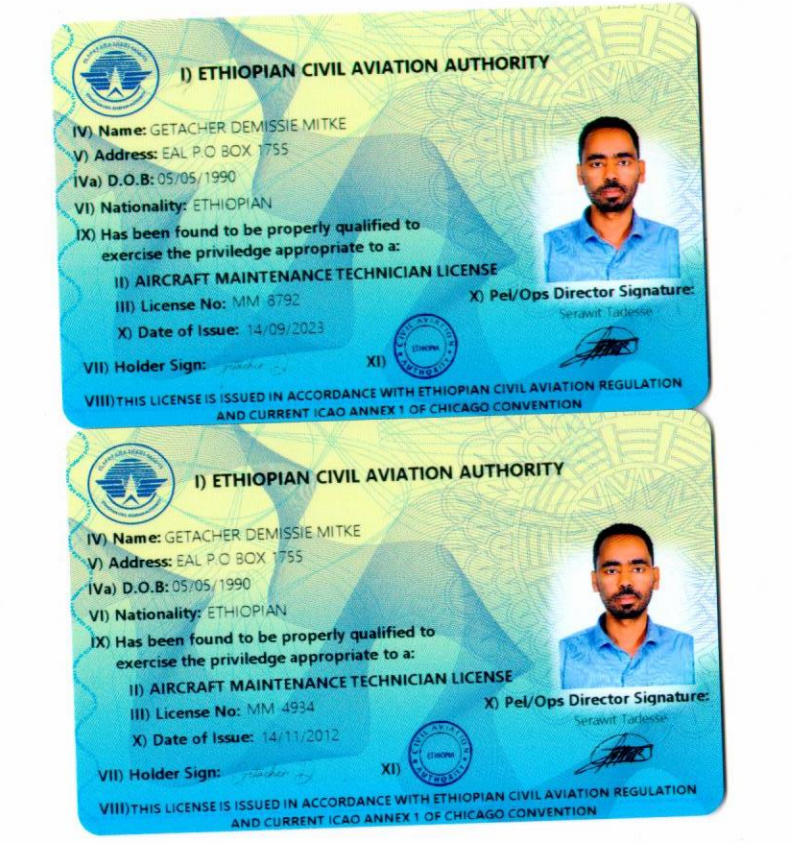 I) ETHIOPIAN CIVIL AVIATION AUTHORITY
IV) Name: GETACHER DEMISSIE MITKE
V) Address: EAL P.O BOX 1755
IVa) D.O.B: 05/05/1990
VI) Nationality: ETHIOPIAN
IX) Has been found to be properly qualified to
exercise the priviledge appropriate to a:
II) AIRCRAFT MAINTENANCE TECHNICIAN LICENSE
III) License No: MM 8792
X) Pel/Ops Director Signature:
Serawit Tadesse
X) Date of Issue: 14/09/2023
VII) Holder Sign:
XI)
CIVIL AVIATION
ETHIOPIA
AUTHORITY
VIII)THIS LICENSE IS ISSUED IN ACCORDANCE WITH ETHIOPIAN CIVIL AVIATION REGULATION
AND CURRENT ICAO ANNEX 1 OF CHICAGO CONVENTION
I) ETHIOPIAN CIVIL AVIATION AUTHORITY
IV) Name: GETACHER DEMISSIE MITKE
V) Address: EAL P.O BOX 1755
IVa) D.O.B: 05/05/1990
VI) Nationality: ETHIOPIAN
IX) Has been found to be properly qualified to
exercise the priviledge appropriate to a:
II) AIRCRAFT MAINTENANCE TECHNICIAN LICENSE
III) License No: MM 4934
X) Pel/Ops Director Signature:
Serawit Tadesse
X) Date of Issue: 14/11/2012
VII) Holder Sign:
XI)
CIVIL AVIATION
ETHIOPIA
AUTHORITY
VIII)THIS LICENSE IS ISSUED IN ACCORDANCE WITH ETHIOPIAN CIVIL AVIATION REGULATION
AND CURRENT ICAO ANNEX 1 OF CHICAGO CONVENTION